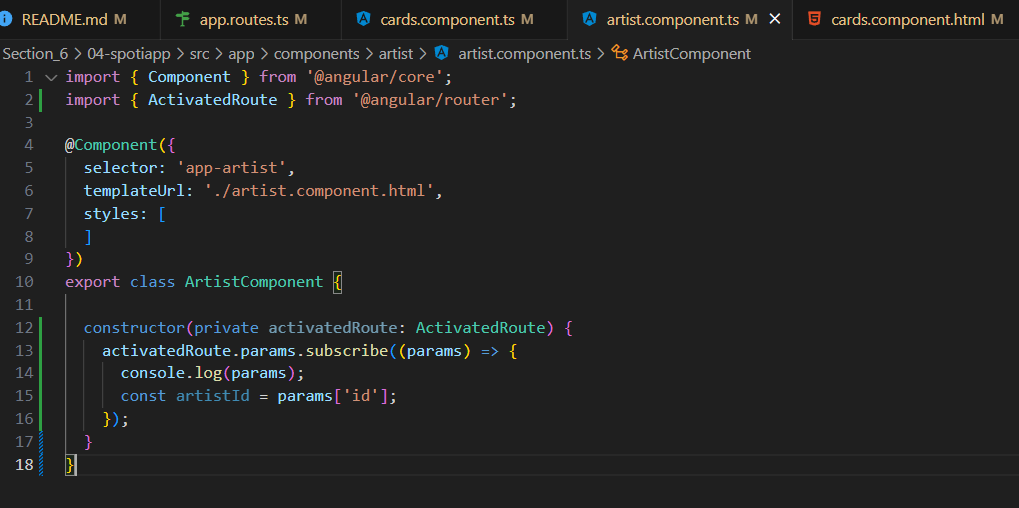 README.md M app.routes.ts M cards.component.ts M artist.component.ts M cards.component.html M
Section_6 > 04-spotiapp > src > app > components > artist > artist.component.ts > ArtistComponent
1 import { Component } from '@angular/core';
2 import { ActivatedRoute } from '@angular/router';
3
4 @Component({
5   selector: 'app-artist',
6   templateUrl: './artist.component.html',
7   styles: [
8   ]
9 })
10 export class ArtistComponent {
11
12   constructor(private activatedRoute: ActivatedRoute) {
13     activatedRoute.params.subscribe((params) => {
14       console.log(params);
15       const artistId = params['id'];
16     });
17   }
18 }